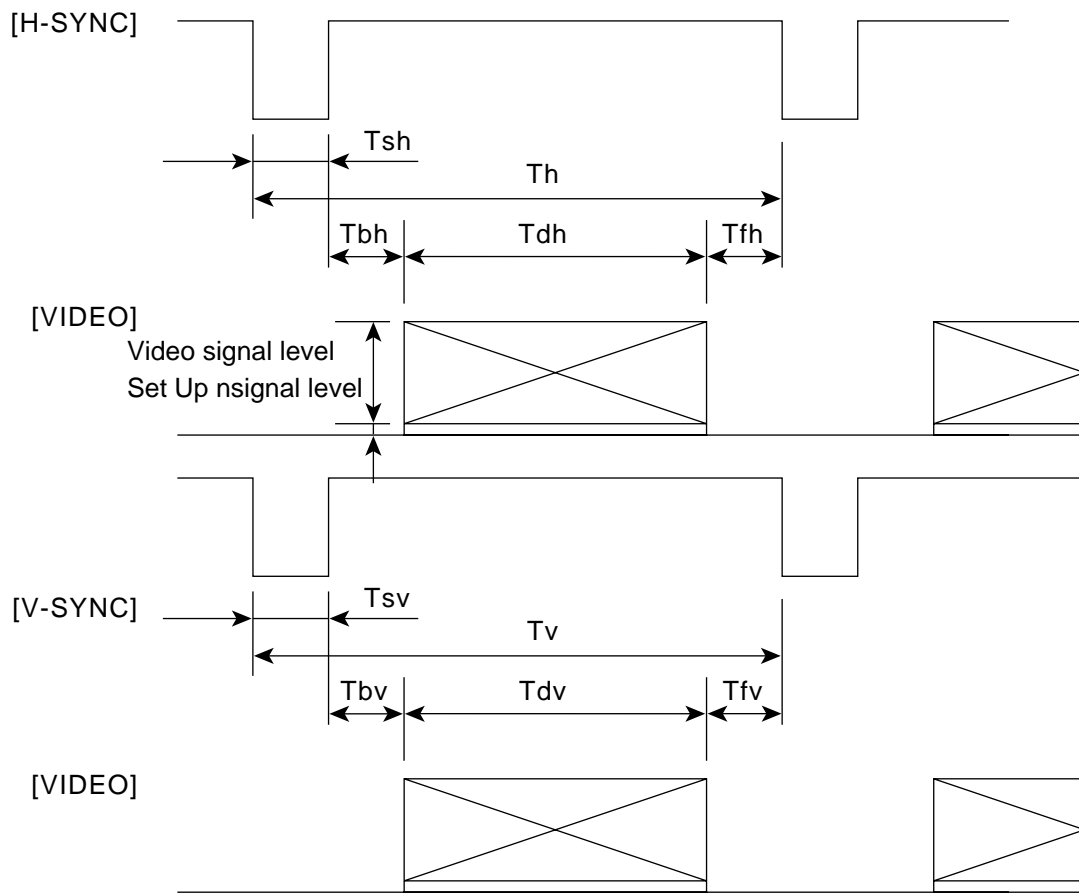 [H-SYNC]
Tsh
Th
Tbh Tdh Tfh
[VIDEO]
Video signal level
Set Up nsignal level
[V-SYNC]
Tsv
Tv
Tbv Tdv Tfv
[VIDEO]